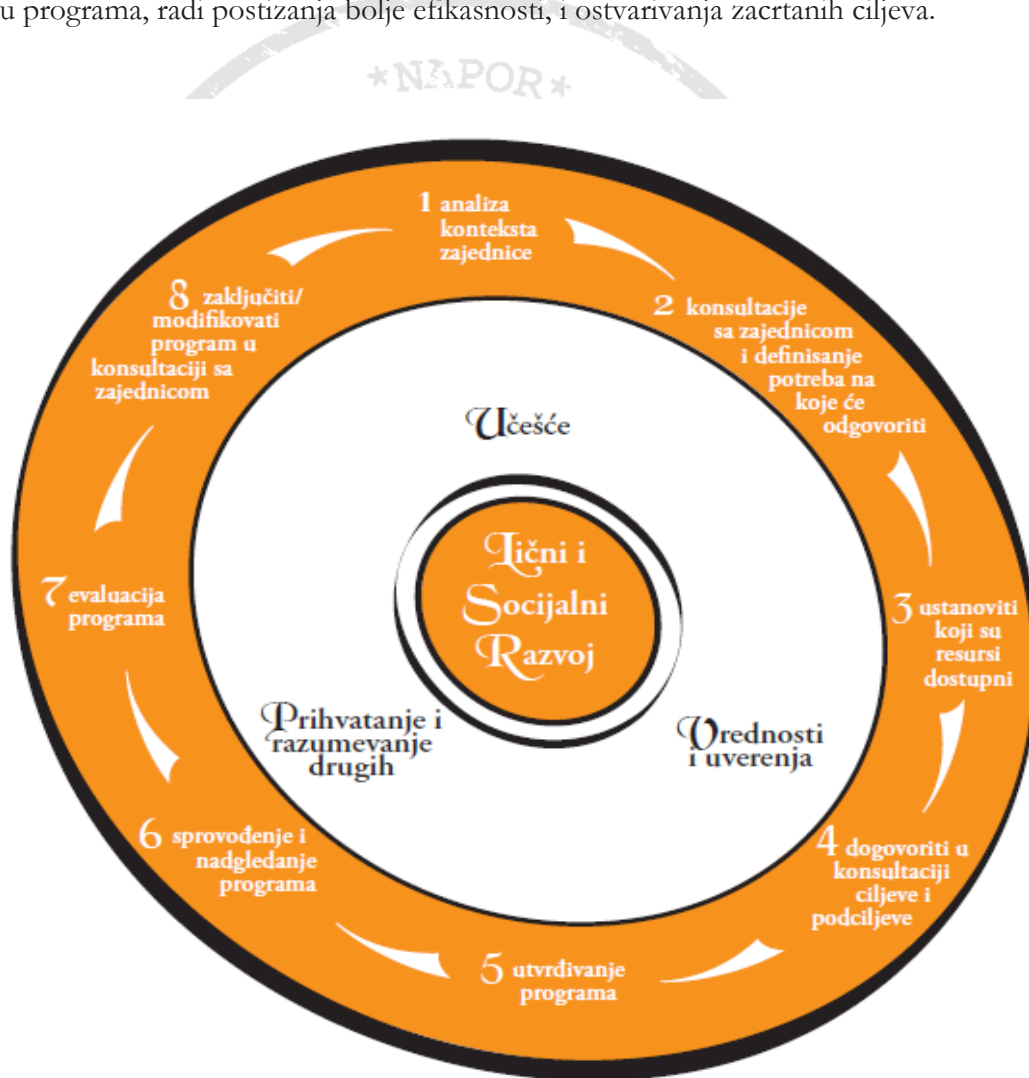 u programa, radi postizanja bolje efikasnosti, i ostvarivanja zacrtanih ciljeva.
*NAPOR*
1 analiza
konteksta
zajednice
2 konsultacije
sa zajednicom
i definisanje
potreba na
koje će
odgovoriti
3 ustanoviti
koji su
resursi
dostupni
4 dogovoriti u
konsultaciji
ciljeve i
podciljeve
5 utvrđivanje
programa
6 sprovođenje i
nadgledanje
programa
7 evaluacija
programa
8 zaključiti/
modifikovati
program u
konsultaciji sa
zajednicom
Učešće
Vrednosti
i uverenja
Prihvatanje i
razumevanje
drugih
Lični i
Socijalni
Razvoj